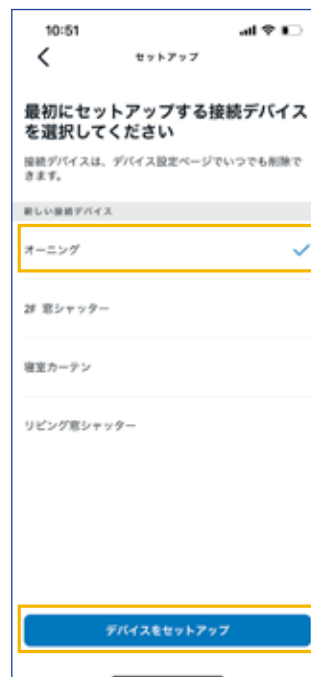 10:51
セットアップ
最初にセットアップする接続デバイス
を選択してください
接続デバイスは、デバイス設定ページでいつでも削除で
きます。
新しい接続デバイス
オーニング
2F 窓シャッター
寝室カーテン
リビング窓シャッター
デバイスをセットアップ